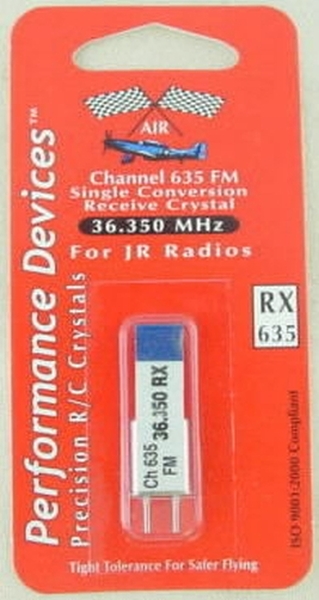 AIR
Channel 635 FM
Single Conversion
Receive Crystal
36.350 MHz
For JR Radios
Performance Devices™
Precision R/C Crystals
RX
635
Ch 635 36.350 RX
FM
ISO 9001:2000 Compliant
Tight Tolerance For Safer Flying